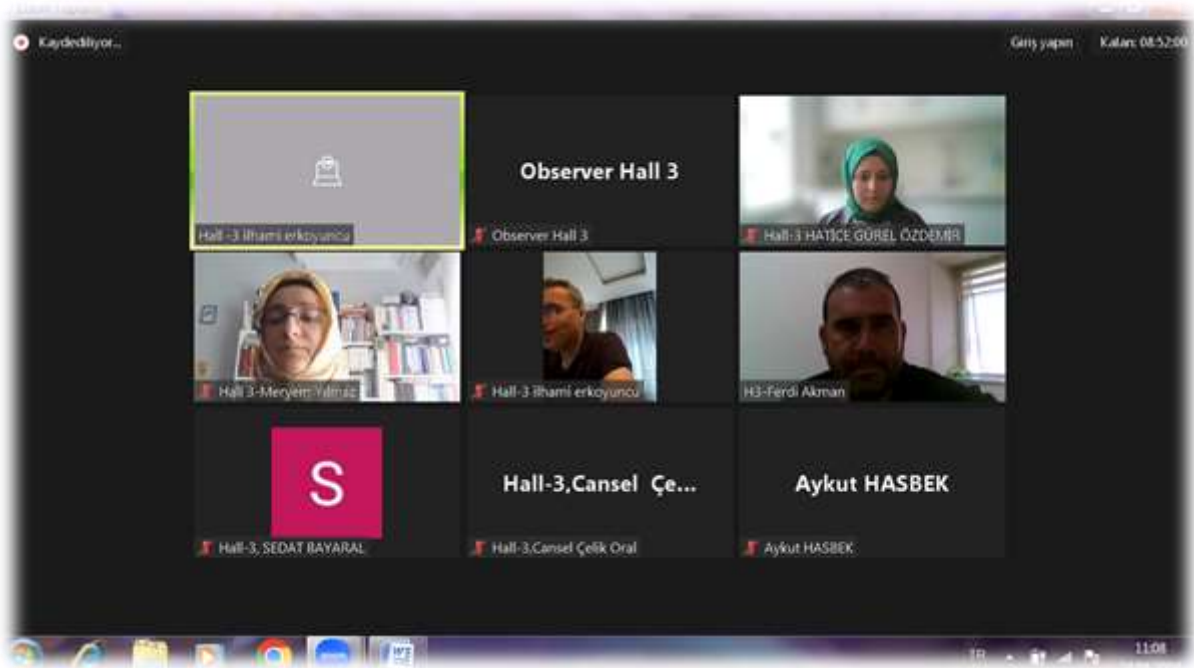 Kaydediliyor...
Giriş yapın Kalan: 08:52:00
Hall -3 ilhami erkoyuncu
Observer Hall 3
Observer Hall 3
Hall-3 HATİCE GÜREL ÖZDEMİR
Hall 3-Meryem Yılmaz
Hall-3 ilhami erkoyuncu
H3-Ferdi Akman
S
Hall-3, SEDAT BAYARAL
Hall-3,Cansel Çe...
Hall-3,Cansel Çelik Oral
Aykut HASBEK
Aykut HASBEK
TR
11:08